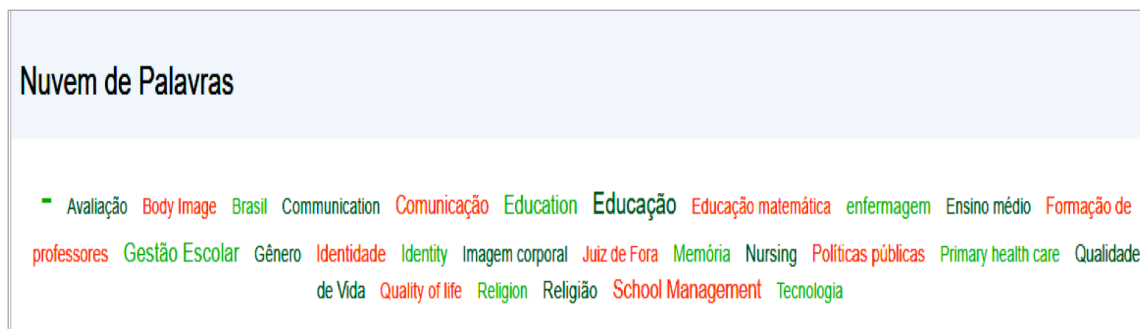 Nuvem de Palavras
- Avaliação Body Image Brasil Communication Comunicação Education Educação Educação matemática enfermagem Ensino médio Formação de
professores Gestão Escolar Gênero Identidade Identity Imagem corporal Juiz de Fora Memória Nursing Políticas públicas Primary health care Qualidade
de Vida Quality of life Religion Religião School Management Tecnologia